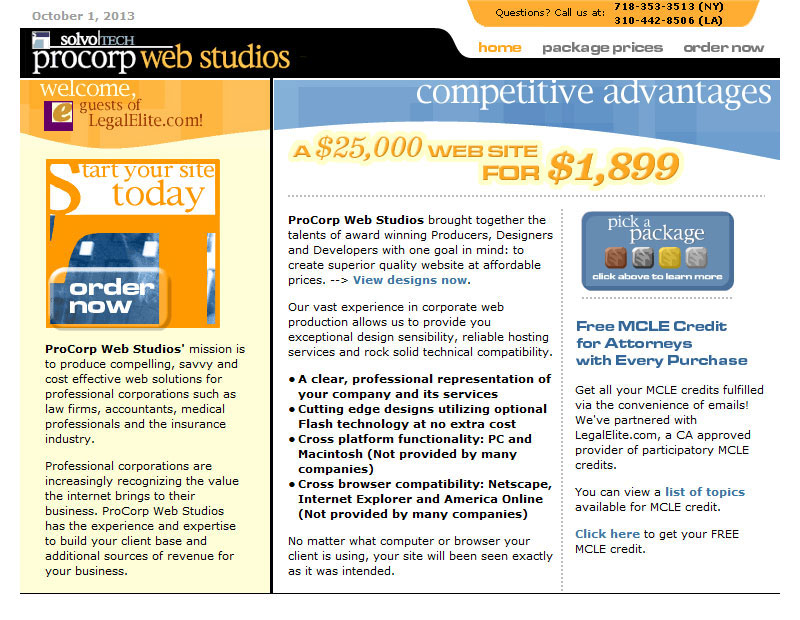 October 1, 2013
Questions? Call us at: 718-353-3513 (NY)
310-442-8506 (LA)
solvoTECH
procorp web studios
home package prices order now
welcome,
guests of
LegalElite.com!
competitive advantages
A $25,000 WEB SITE
FOR $1,899
Start your site
today
order
now
ProCorp Web Studios' mission is
to produce compelling, savvy and
cost effective web solutions for
professional corporations such as
law firms, accountants, medical
professionals and the insurance
industry.
Professional corporations are
increasingly recognizing the value
the internet brings to their
business. ProCorp Web Studios
has the experience and expertise
to build your client base and
additional sources of revenue for
your business.
ProCorp Web Studios brought together the
talents of award winning Producers, Designers
and Developers with one goal in mind: to
create superior quality website at affordable
prices. --> View designs now.
Our vast experience in corporate web
production allows us to provide you
exceptional design sensibility, reliable hosting
services and rock solid technical compatibility.
● A clear, professional representation of
your company and its services
● Cutting edge designs utilizing optional
Flash technology at no extra cost
● Cross platform functionality: PC and
Macintosh (Not provided by many
companies)
● Cross browser compatibility: Netscape,
Internet Explorer and America Online
(Not provided by many companies)
No matter what computer or browser your
client is using, your site will been seen exactly
as it was intended.
pick a
package
click above to learn more
Free MCLE Credit
for Attorneys
with Every Purchase
Get all your MCLE credits fulfilled
via the convenience of emails!
We've partnered with
LegalElite.com, a CA approved
provider of participatory MCLE
credits.
You can view a list of topics
available for MCLE credit.
Click here to get your FREE
MCLE credit.